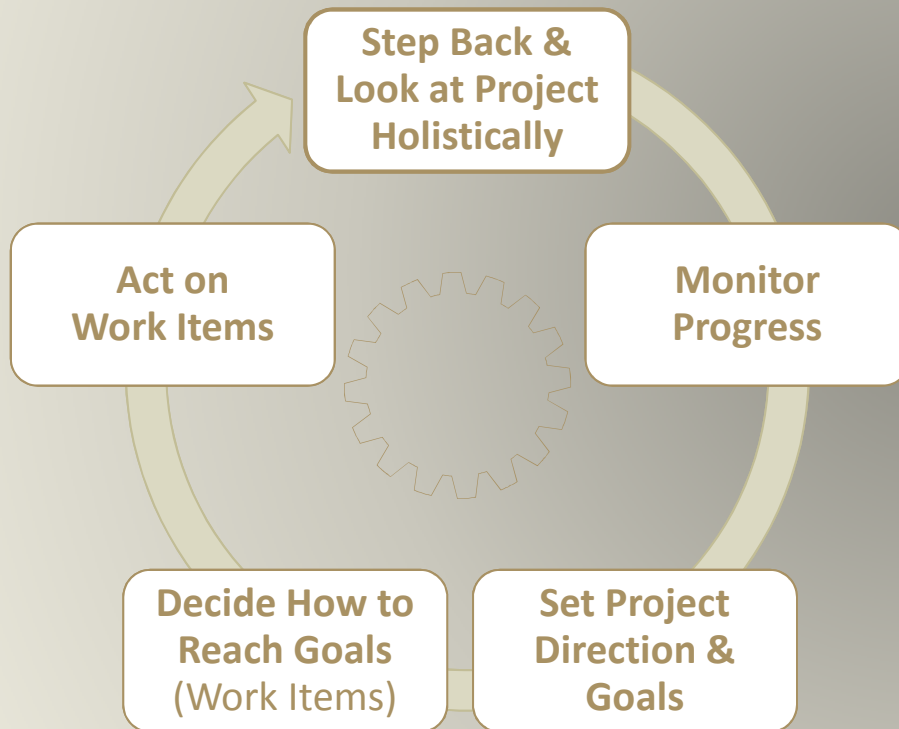 Step Back &
Look at Project
Holistically
Monitor
Progress
Set Project
Direction &
Goals
Decide How to
Reach Goals
(Work Items)
Act on
Work Items